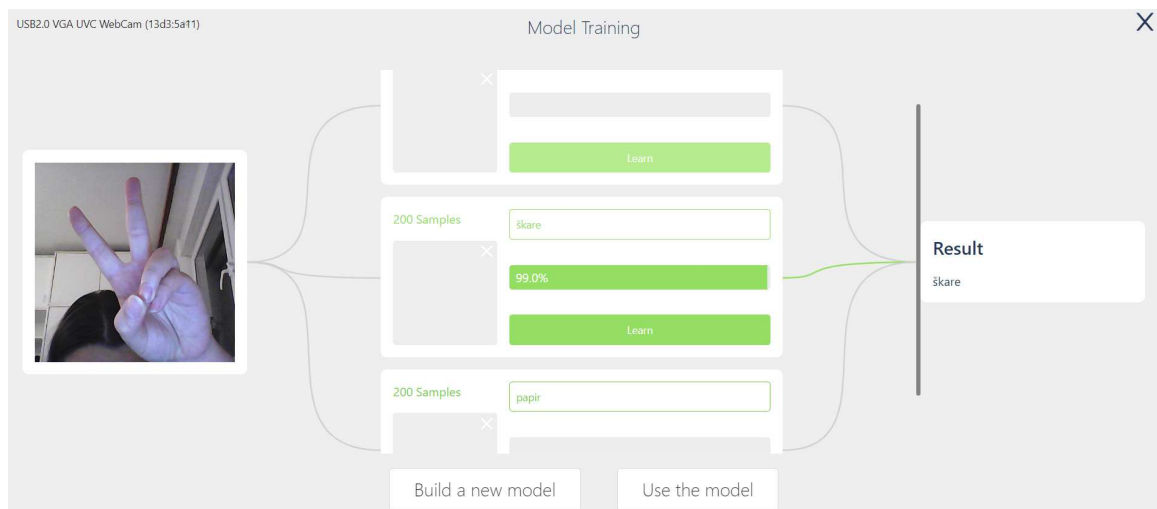 USB2.0 VGA UVC WebCam (13d3:5a11)
Model Training
X
Learn
200 Samples
škare
99.0%
Learn
200 Samples
papir
Result
škare
Build a new model
Use the model